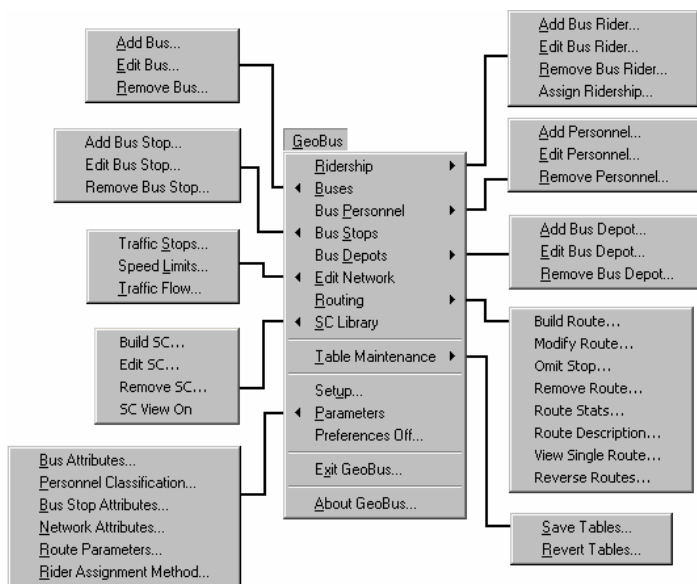 Add Bus...
Edit Bus...
Remove Bus...
Add Bus Stop...
Edit Bus Stop...
Remove Bus Stop...
Traffic Stops...
Speed Limits...
Traffic Flow...
Build SC...
Edit SC...
Remove SC...
SC View On
Bus Attributes...
Personnel Classification...
Bus Stop Attributes...
Network Attributes...
Route Parameters...
Rider Assignment Method...
GeoBus
Ridership
Buses
Bus Personnel
Bus Stops
Bus Depots
Edit Network
Routing
SC Library
Table Maintenance
Setup...
Parameters
Preferences Off...
Exit GeoBus...
About GeoBus...
Add Bus Rider...
Edit Bus Rider...
Remove Bus Rider...
Assign Ridership...
Add Personnel...
Edit Personnel...
Remove Personnel...
Add Bus Depot...
Edit Bus Depot...
Remove Bus Depot...
Build Route...
Modify Route...
Omit Stop...
Remove Route...
Route Stats...
Route Description...
View Single Route...
Reverse Routes...
Save Tables...
Revert Tables...